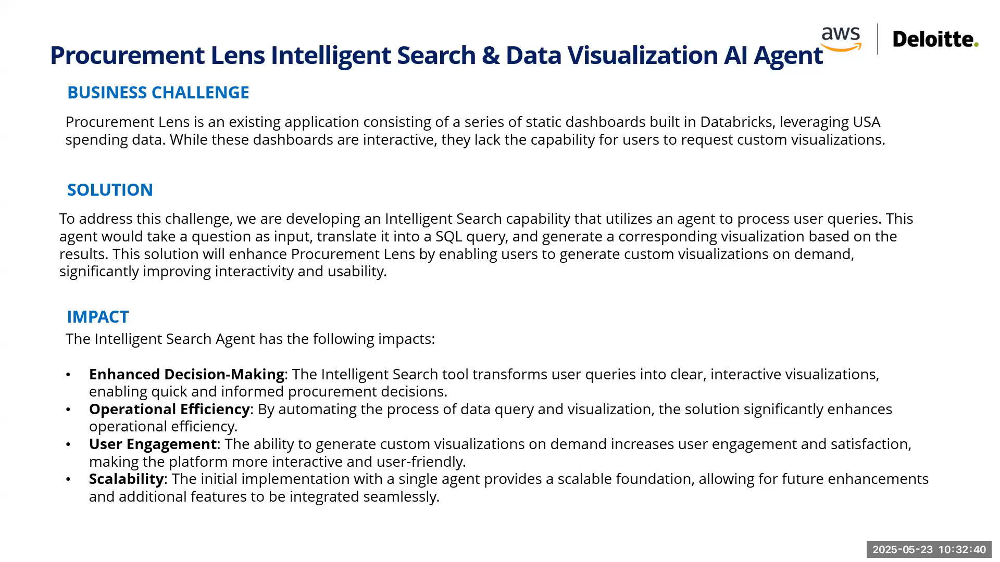 aws
Deloitte.
Procurement Lens Intelligent Search & Data Visualization AI Agent
BUSINESS CHALLENGE
Procurement Lens is an existing application consisting of a series of static dashboards built in Databricks, leveraging USA
spending data. While these dashboards are interactive, they lack the capability for users to request custom visualizations.
SOLUTION
To address this challenge, we are developing an Intelligent Search capability that utilizes an agent to process user queries. This
agent would take a question as input, translate it into a SQL query, and generate a corresponding visualization based on the
results. This solution will enhance Procurement Lens by enabling users to generate custom visualizations on demand,
significantly improving interactivity and usability.
IMPACT
The Intelligent Search Agent has the following impacts:
• Enhanced Decision-Making: The Intelligent Search tool transforms user queries into clear, interactive visualizations,
enabling quick and informed procurement decisions.
• Operational Efficiency: By automating the process of data query and visualization, the solution significantly enhances
operational efficiency.
• User Engagement: The ability to generate custom visualizations on demand increases user engagement and satisfaction,
making the platform more interactive and user-friendly.
• Scalability: The initial implementation with a single agent provides a scalable foundation, allowing for future enhancements
and additional features to be integrated seamlessly.
2025-05-23 10:32:40